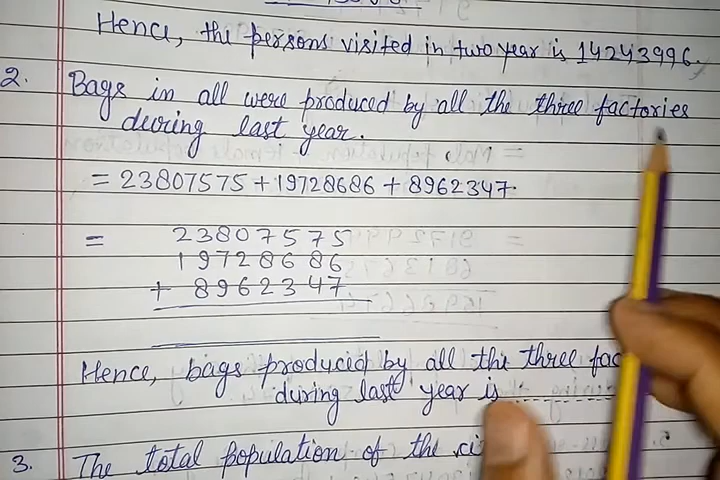 Hence, the persons visited in two year is 14243996.
2. Bags in all were produced by all the three factories
during last year.
= 23807575 + 19728686 + 8962347.
= 23807575
19728686
+ 8962347.
Hence, bags produced by all the three fac
during last year is
3. The total population of the ci